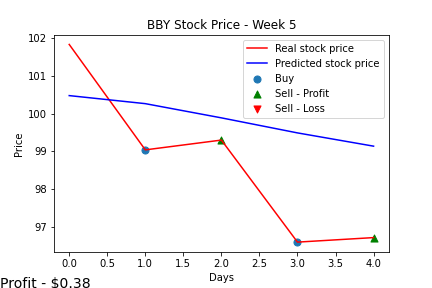 BBY Stock Price - Week 5
Real stock price
Predicted stock price
Buy
Sell - Profit
Sell - Loss
Price
102
101
100
99
98
97
0.0 0.5 1.0 1.5 2.0 2.5 3.0 3.5 4.0
Days
Profit - $0.38